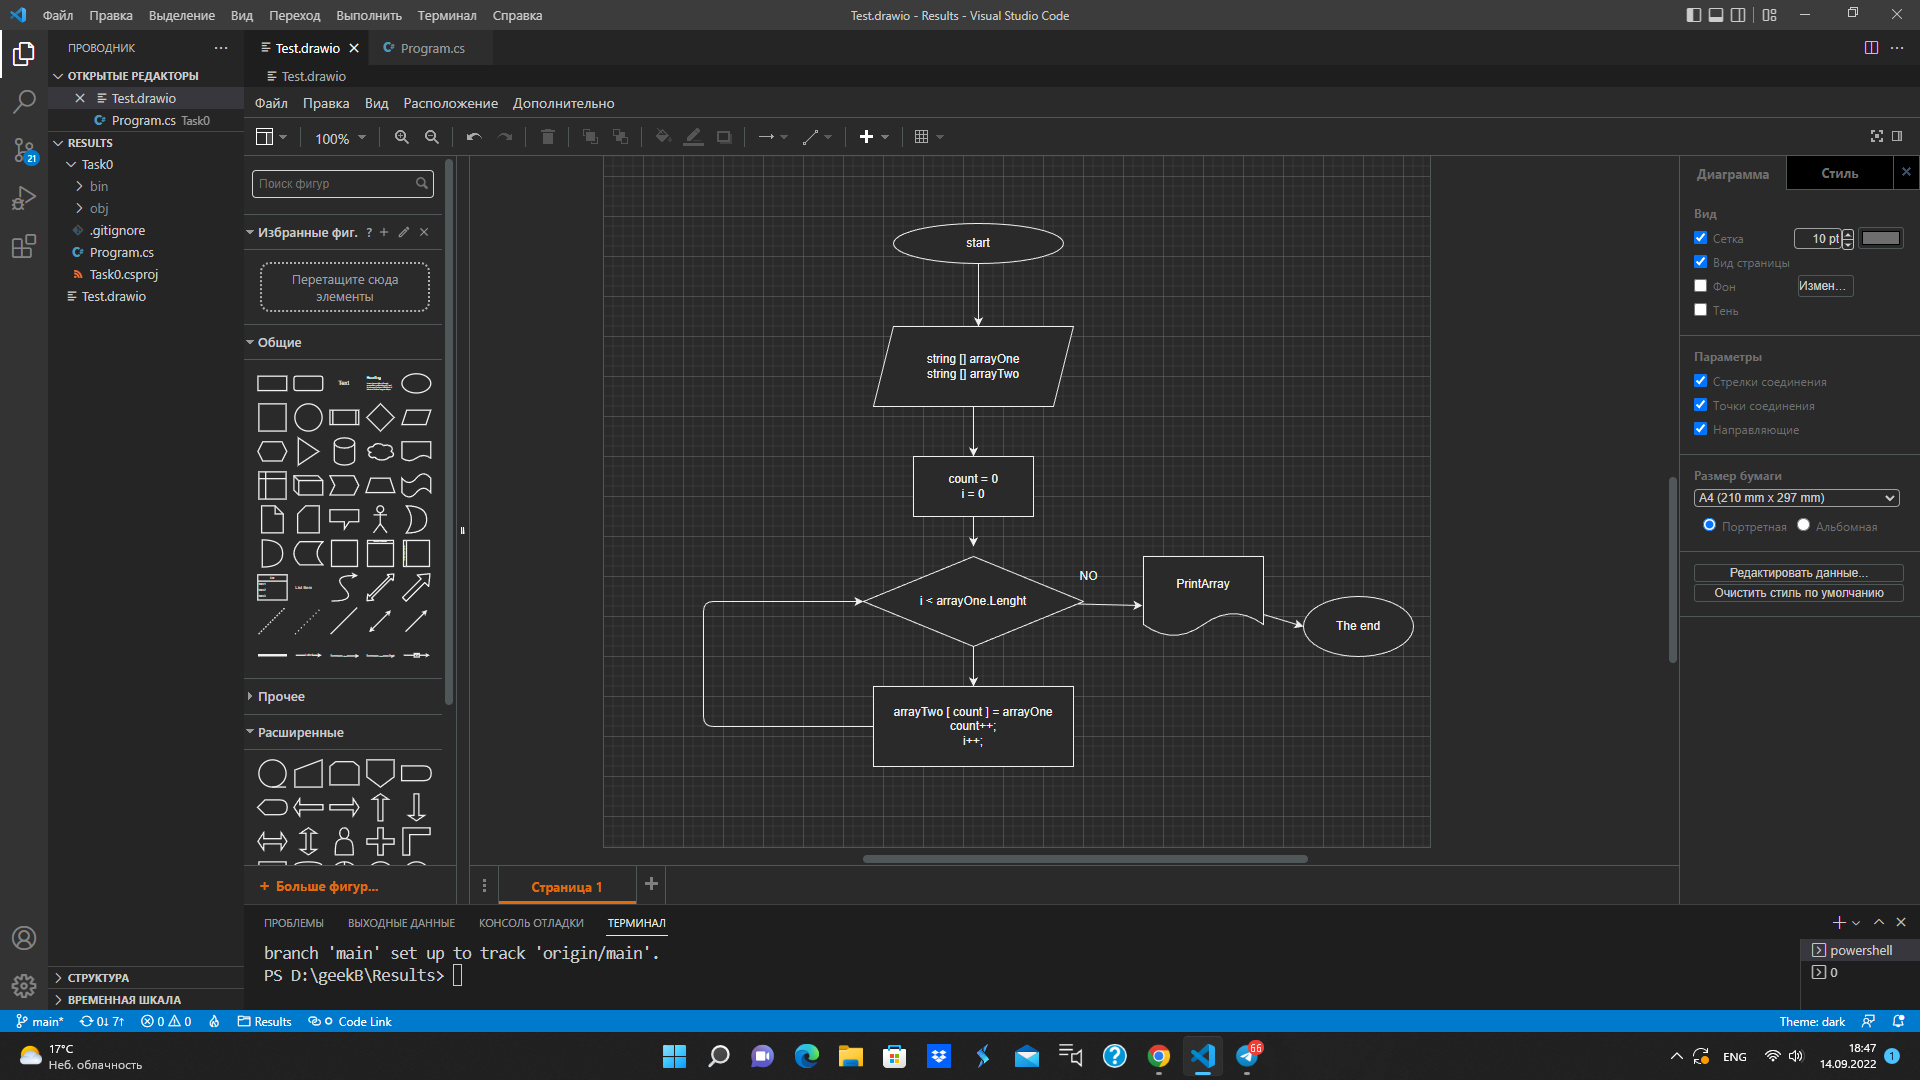 Файл Правка Выделение Вид Переход Выполнить Терминал Справка
Test.drawio - Results - Visual Studio Code
ПРОВОДНИК
ОТКРЫТЫЕ РЕДАКТОРЫ
Test.drawio
Program.cs Task0
RESULTS
Task0
bin
obj
.gitignore
Program.cs
Task0.csproj
Test.drawio
21
СТРУКТУРА
ВРЕМЕННАЯ ШКАЛА
Test.drawio
Program.cs
Test.drawio
Файл Правка Вид Расположение Дополнительно
100%
Поиск фигур
Избранные фиг. ?
Перетащите сюда
элементы
Общие
Text
Heading
List Item
Прочее
Расширенные
+ Больше фигур...
start
string [] arrayOne
string [] arrayTwo
count = 0
i = 0
i < arrayOne.Lenght
NO
PrintArray
The end
arrayTwo [ count ] = arrayOne
count++;
i++;
Страница 1
Диаграмма
Стиль
Вид
Сетка
10 pt
Вид страницы
Фон
Измен...
Тень
Параметры
Стрелки соединения
Точки соединения
Направляющие
Размер бумаги
A4 (210 mm x 297 mm)
Портретная
Альбомная
Редактировать данные...
Очистить стиль по умолчанию
ПРОБЛЕМЫ ВЫХОДНЫЕ ДАННЫЕ КОНСОЛЬ ОТЛАДКИ ТЕРМИНАЛ
branch 'main' set up to track 'origin/main'.
PS D:\geekB\Results>
powershell
0
main* 0↓ 7↑ 0 0 Results Code Link
Theme: dark
17°C
Неб. облачность
66
ENG
18:47
14.09.2022
1